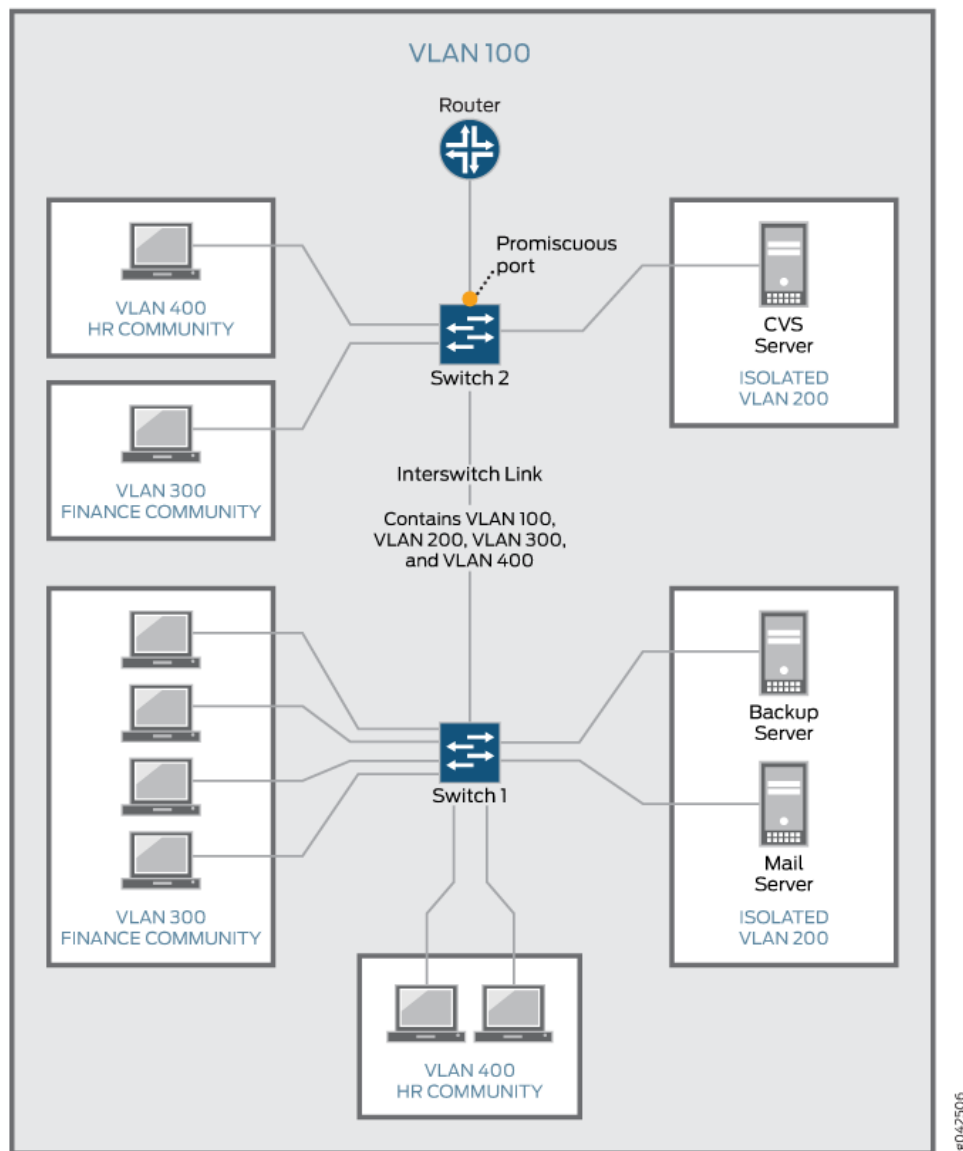 VLAN 100
Router
Promiscuous
port
VLAN 400
HR COMMUNITY
CVS
Server
ISOLATED
VLAN 200
Switch 2
VLAN 300
FINANCE COMMUNITY
Interswitch Link
Contains VLAN 100,
VLAN 200, VLAN 300,
and VLAN 400
Backup
Server
Switch 1
Mail
Server
VLAN 300
FINANCE COMMUNITY
ISOLATED
VLAN 200
VLAN 400
HR COMMUNITY
g042506